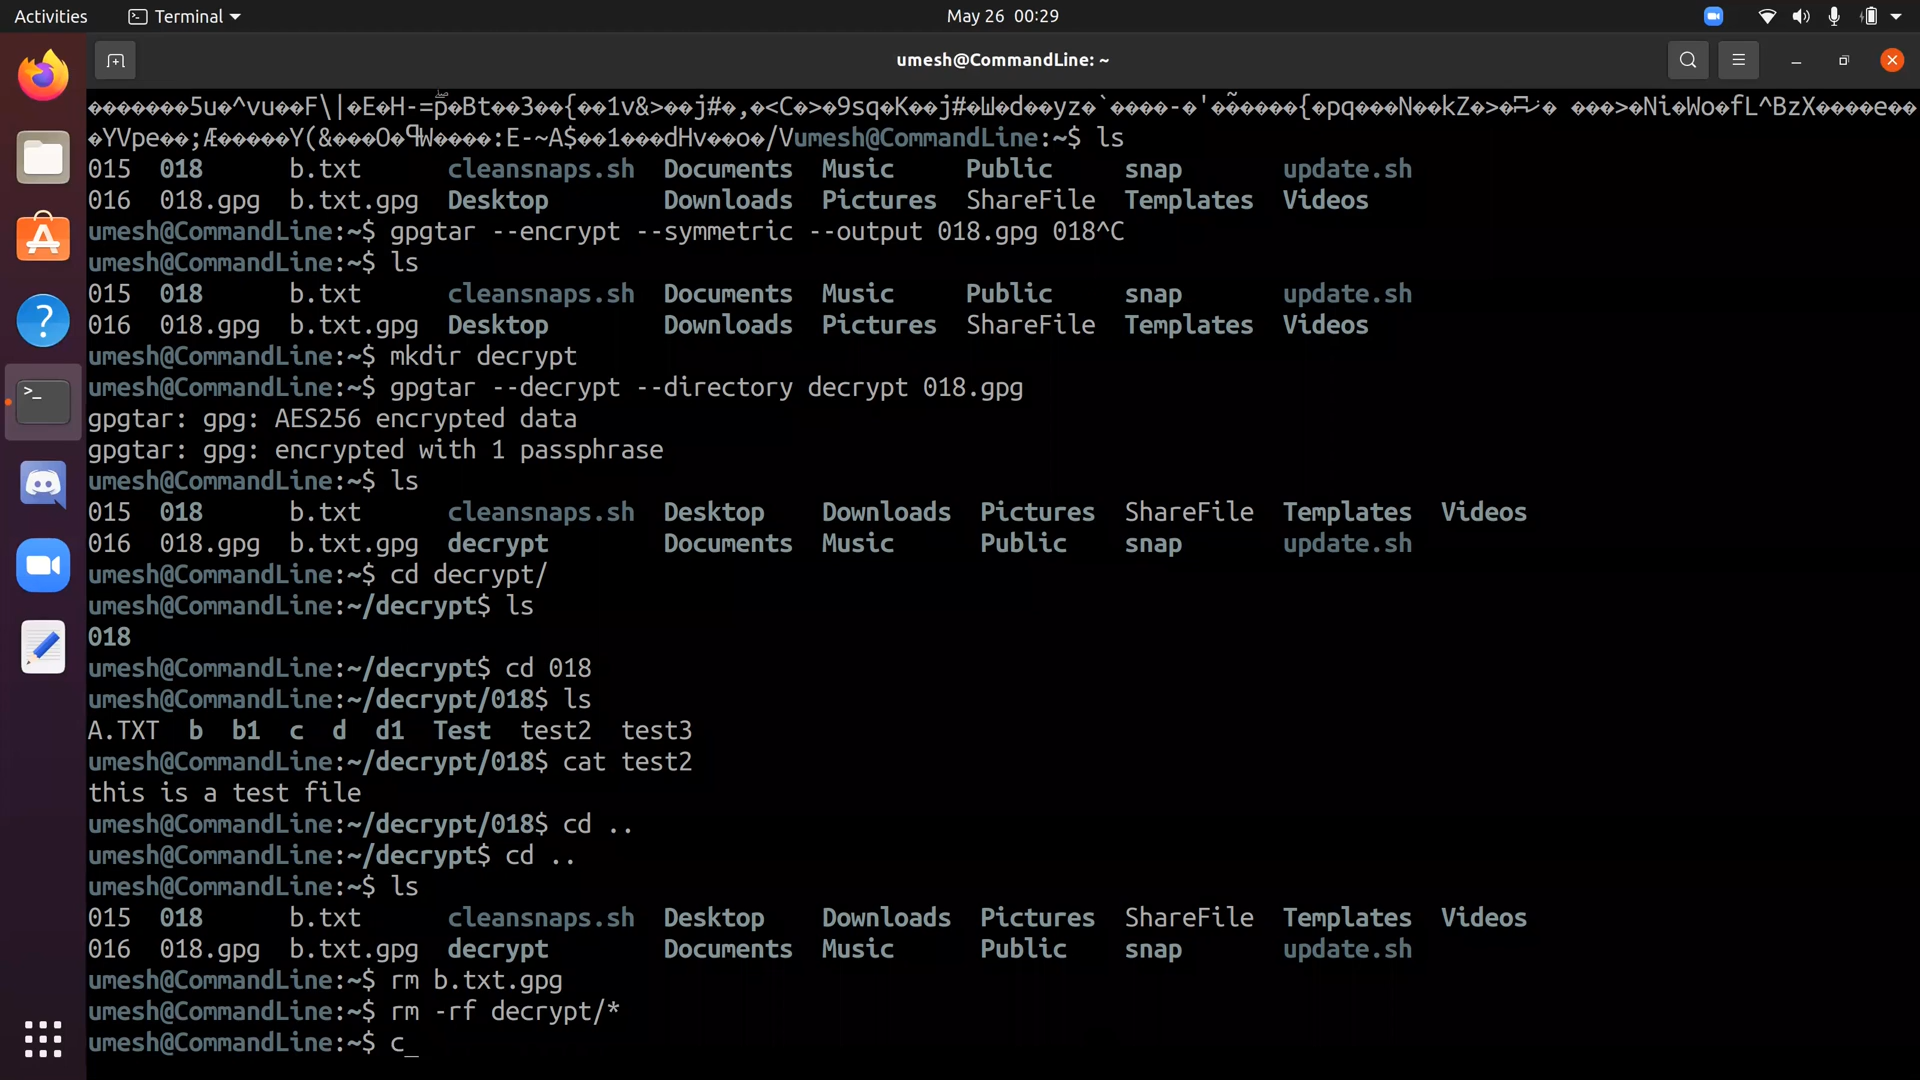 Activities Terminal May 26 00:29
umesh@CommandLine: ~
umesh@CommandLine:~$ ls
015 018 b.txt cleansnaps.sh Documents Music Public snap update.sh
016 018.gpg b.txt.gpg Desktop Downloads Pictures ShareFile Templates Videos
umesh@CommandLine:~$ gpgtar --encrypt --symmetric --output 018.gpg 018^C
umesh@CommandLine:~$ ls
015 018 b.txt cleansnaps.sh Documents Music Public snap update.sh
016 018.gpg b.txt.gpg Desktop Downloads Pictures ShareFile Templates Videos
umesh@CommandLine:~$ mkdir decrypt
umesh@CommandLine:~$ gpgtar --decrypt --directory decrypt 018.gpg
gpgtar: gpg: AES256 encrypted data
gpgtar: gpg: encrypted with 1 passphrase
umesh@CommandLine:~$ ls
015 018 b.txt cleansnaps.sh Desktop Downloads Pictures ShareFile Templates Videos
016 018.gpg b.txt.gpg decrypt Documents Music Public snap update.sh
umesh@CommandLine:~$ cd decrypt/
umesh@CommandLine:~/decrypt$ ls
018
umesh@CommandLine:~/decrypt$ cd 018
umesh@CommandLine:~/decrypt/018$ ls
A.TXT b b1 c d d1 Test test2 test3
umesh@CommandLine:~/decrypt/018$ cat test2
this is a test file
umesh@CommandLine:~/decrypt/018$ cd ..
umesh@CommandLine:~/decrypt$ cd ..
umesh@CommandLine:~$ ls
015 018 b.txt cleansnaps.sh Desktop Downloads Pictures ShareFile Templates Videos
016 018.gpg b.txt.gpg decrypt Documents Music Public snap update.sh
umesh@CommandLine:~$ rm b.txt.gpg
umesh@CommandLine:~$ rm -rf decrypt/*
umesh@CommandLine:~$ c_